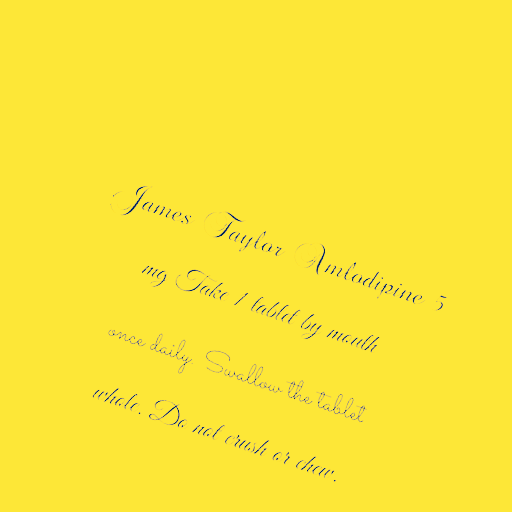 James Taylor Amlodipine 5
mg Take 1 tablet by mouth
once daily. Swallow the tablet
whole. Do not crush or chew.